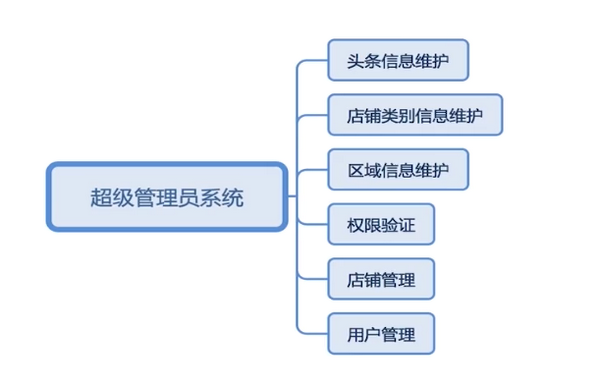 头条信息维护
店铺类别信息维护
区域信息维护
超级管理员系统
权限验证
店铺管理
用户管理